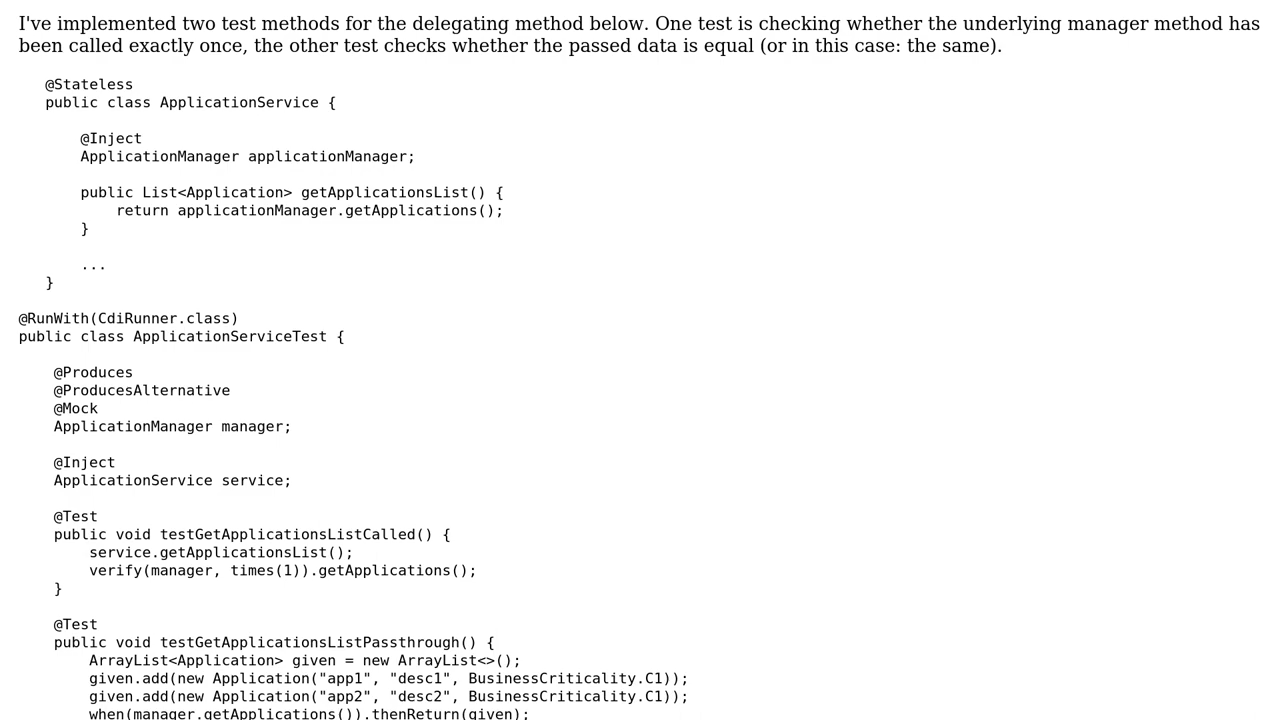 I've implemented two test methods for the delegating method below. One test is checking whether the underlying manager method has
been called exactly once, the other test checks whether the passed data is equal (or in this case: the same).
@Stateless
public class ApplicationService {
@Inject
ApplicationManager applicationManager;
public List<Application> getApplicationsList() {
return applicationManager.getApplications();
}
...
}
@RunWith(CdiRunner.class)
public class ApplicationServiceTest {
@Produces
@ProducesAlternative
@Mock
ApplicationManager manager;
@Inject
ApplicationService service;
@Test
public void testGetApplicationsListCalled() {
service.getApplicationsList();
verify(manager, times(1)).getApplications();
}
@Test
public void testGetApplicationsListPassthrough() {
ArrayList<Application> given = new ArrayList<>();
given.add(new Application("app1", "desc1", BusinessCriticality.C1));
given.add(new Application("app2", "desc2", BusinessCriticality.C1));
when(manager.getApplications()).thenReturn(given);